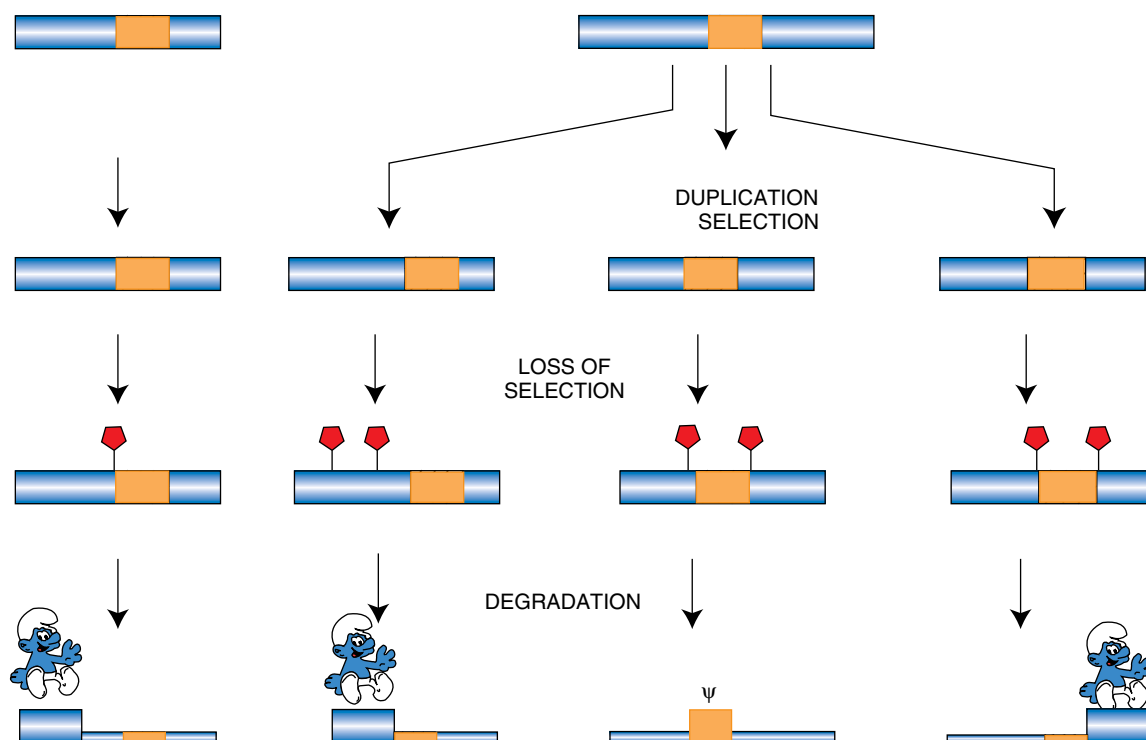 DUPLICATION
SELECTION
LOSS OF
SELECTION
DEGRADATION
ψ